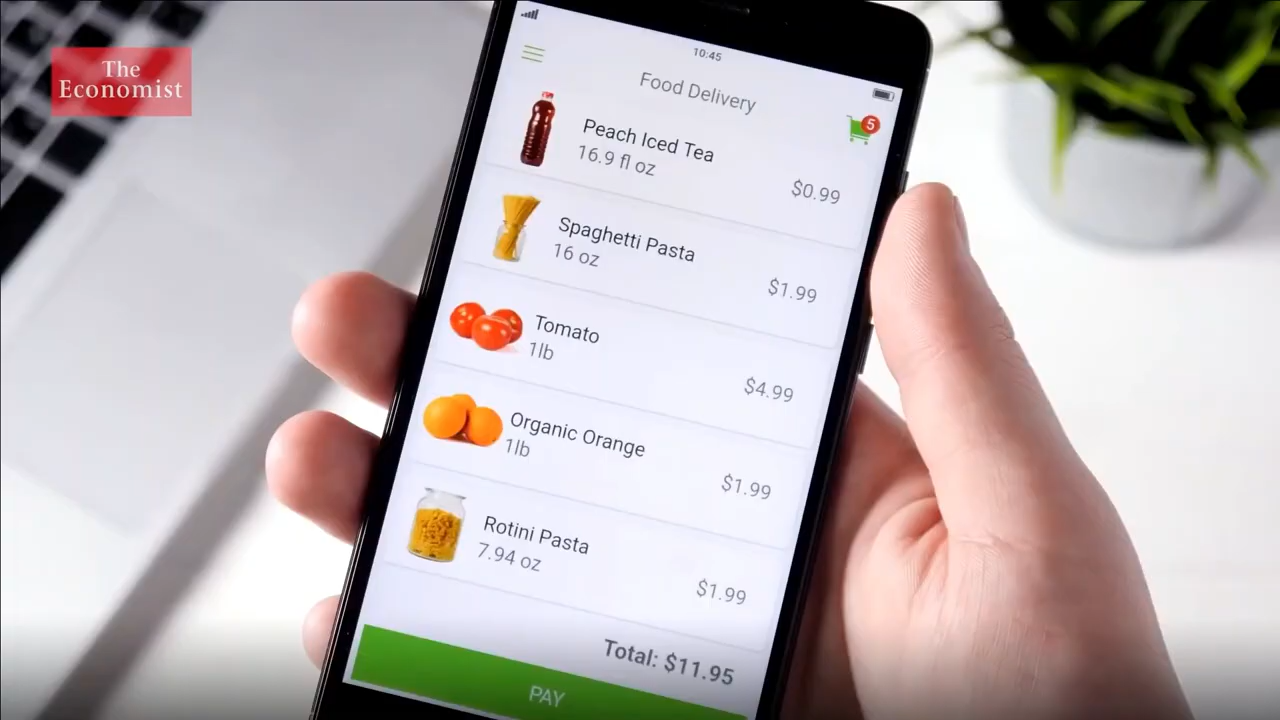 The
Economist
10:45
Food Delivery
5
Peach Iced Tea
16.9 fl oz
$0.99
Spaghetti Pasta
16 oz
$1.99
Tomato
1lb
$4.99
Organic Orange
1lb
$1.99
Rotini Pasta
7.94 oz
$1.99
Total: $11.95
PAY